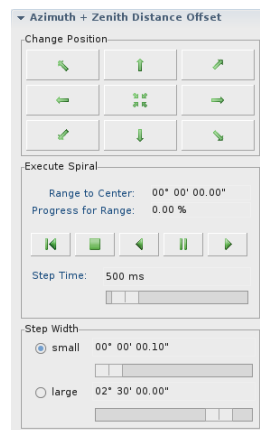 Azimuth + Zenith Distance Offset
Change Position
Execute Spiral
Range to Center: 00° 00' 00.00"
Progress for Range: 0.00 %
Step Time: 500 ms
Step Width
small 00° 00' 00.10"
large 02° 30' 00.00"